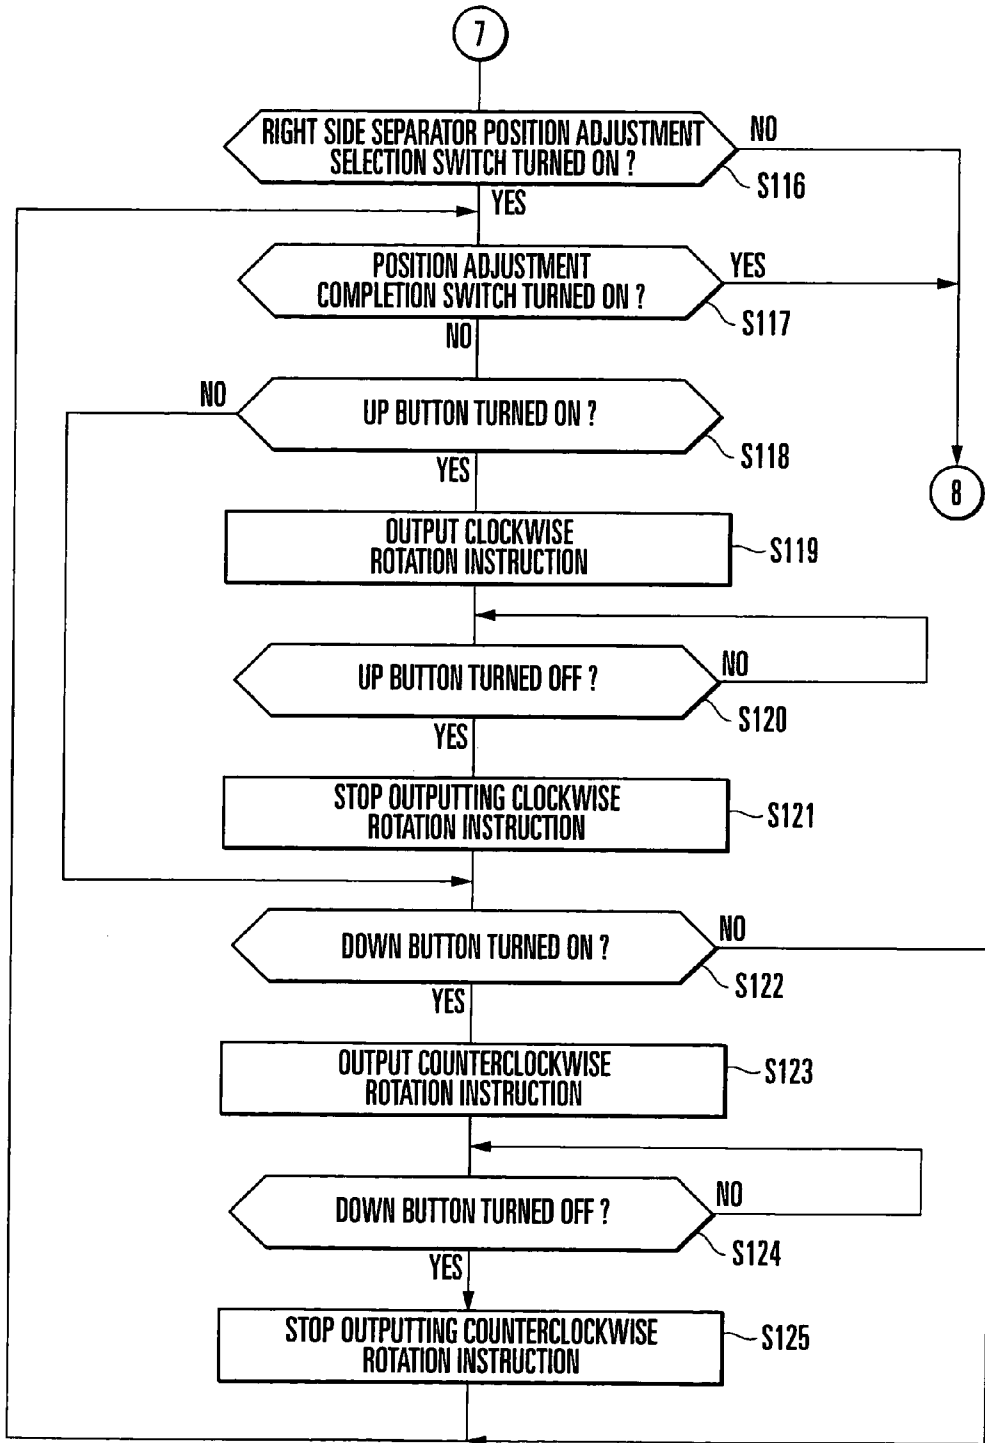 7
RIGHT SIDE SEPARATOR POSITION ADJUSTMENT
SELECTION SWITCH TURNED ON ?
NO
S116
YES
POSITION ADJUSTMENT
COMPLETION SWITCH TURNED ON ?
YES
S117
NO
NO
UP BUTTON TURNED ON ?
S118
YES
8
OUTPUT CLOCKWISE
ROTATION INSTRUCTION
S119
UP BUTTON TURNED OFF ?
NO
S120
YES
STOP OUTPUTTING CLOCKWISE
ROTATION INSTRUCTION
S121
DOWN BUTTON TURNED ON ?
NO
S122
YES
OUTPUT COUNTERCLOCKWISE
ROTATION INSTRUCTION
S123
DOWN BUTTON TURNED OFF ?
NO
S124
YES
STOP OUTPUTTING COUNTERCLOCKWISE
ROTATION INSTRUCTION
S125